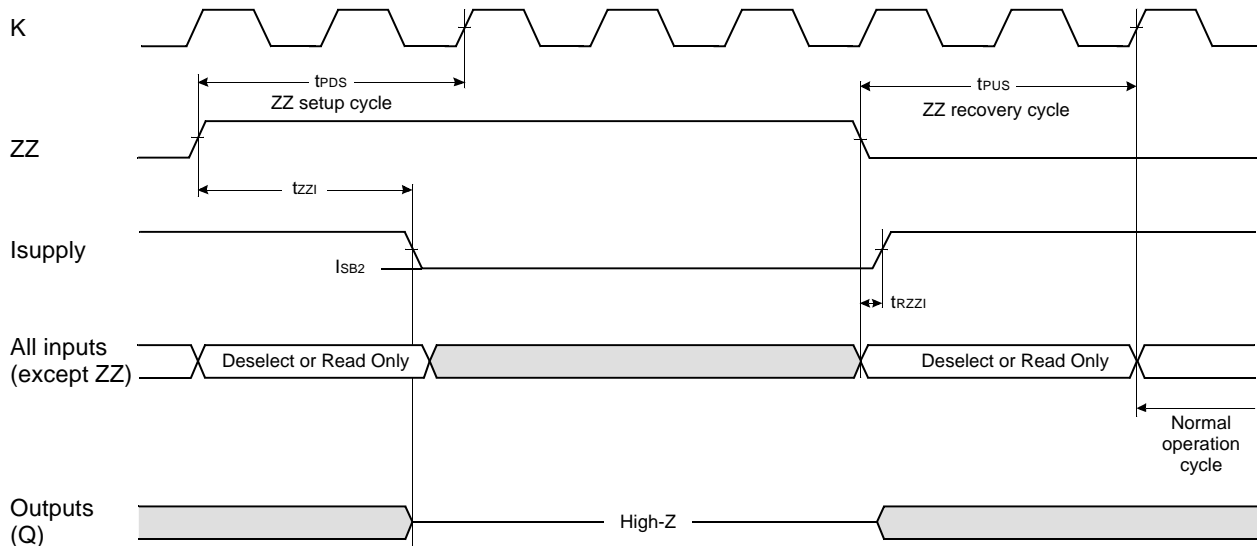 K
tPDS
ZZ setup cycle
tPUS
ZZ recovery cycle
ZZ
tZZI
Isupply
ISB2
tRZZI
All inputs
(except ZZ)
Deselect or Read Only
Deselect or Read Only
Normal
operation
cycle
Outputs
(Q)
High-Z